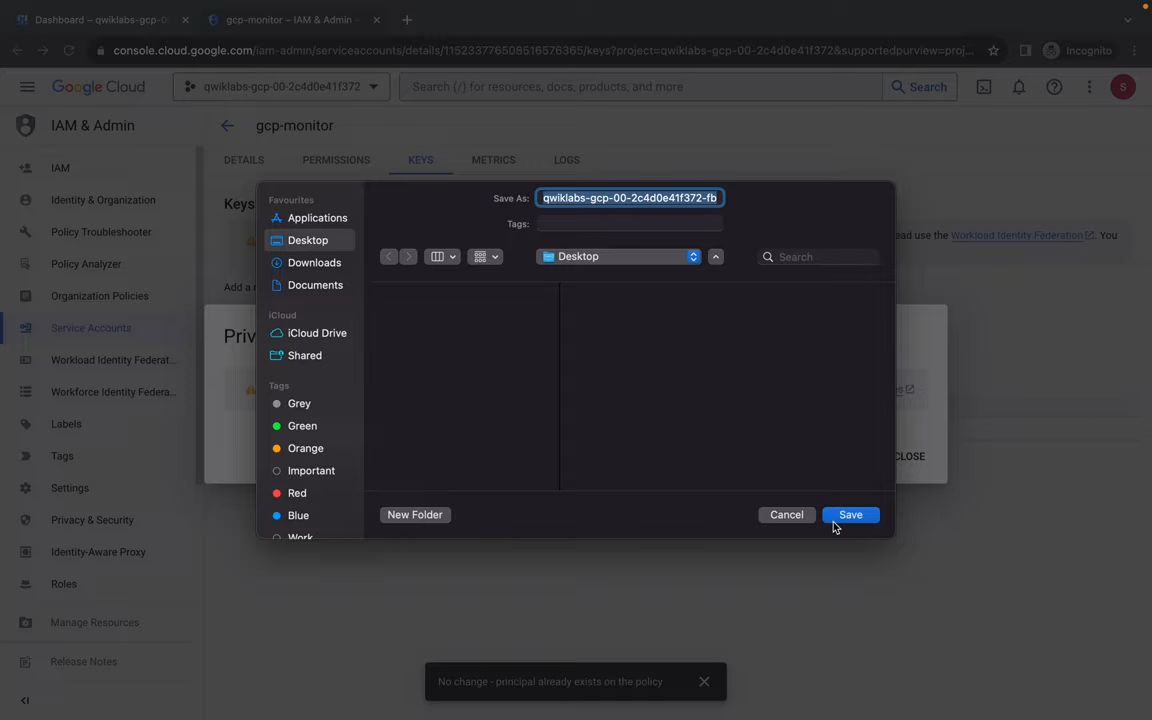 Dashboard – qwiklabs-gcp-0
gcp-monitor – IAM & Admin –
console.cloud.google.com/iam-admin/serviceaccounts/details/115233776508516576365/keys?project=qwiklabs-gcp-00-2c4d0e41f372&supportedpurview=proj...
Incognito
Google Cloud
qwiklabs-gcp-00-2c4d0e41f372
Search (/) for resources, docs, products, and more
Search
S
IAM & Admin
gcp-monitor
DETAILS
PERMISSIONS
KEYS
METRICS
LOGS
IAM
Identity & Organization
Policy Troubleshooter
Policy Analyzer
Organization Policies
Service Accounts
Workload Identity Federat...
Workforce Identity Federa...
Labels
Tags
Settings
Privacy & Security
Identity-Aware Proxy
Roles
Manage Resources
Release Notes
Keys
ead use the Workload Identity Federation. You
Add a
Priv
CLOSE
Favourites
Applications
Desktop
Downloads
Documents
iCloud
iCloud Drive
Shared
Tags
Grey
Green
Orange
Important
Red
Blue
Work
Save As:
qwiklabs-gcp-00-2c4d0e41f372-fb
Tags:
Desktop
Search
New Folder
Cancel
Save
No change - principal already exists on the policy